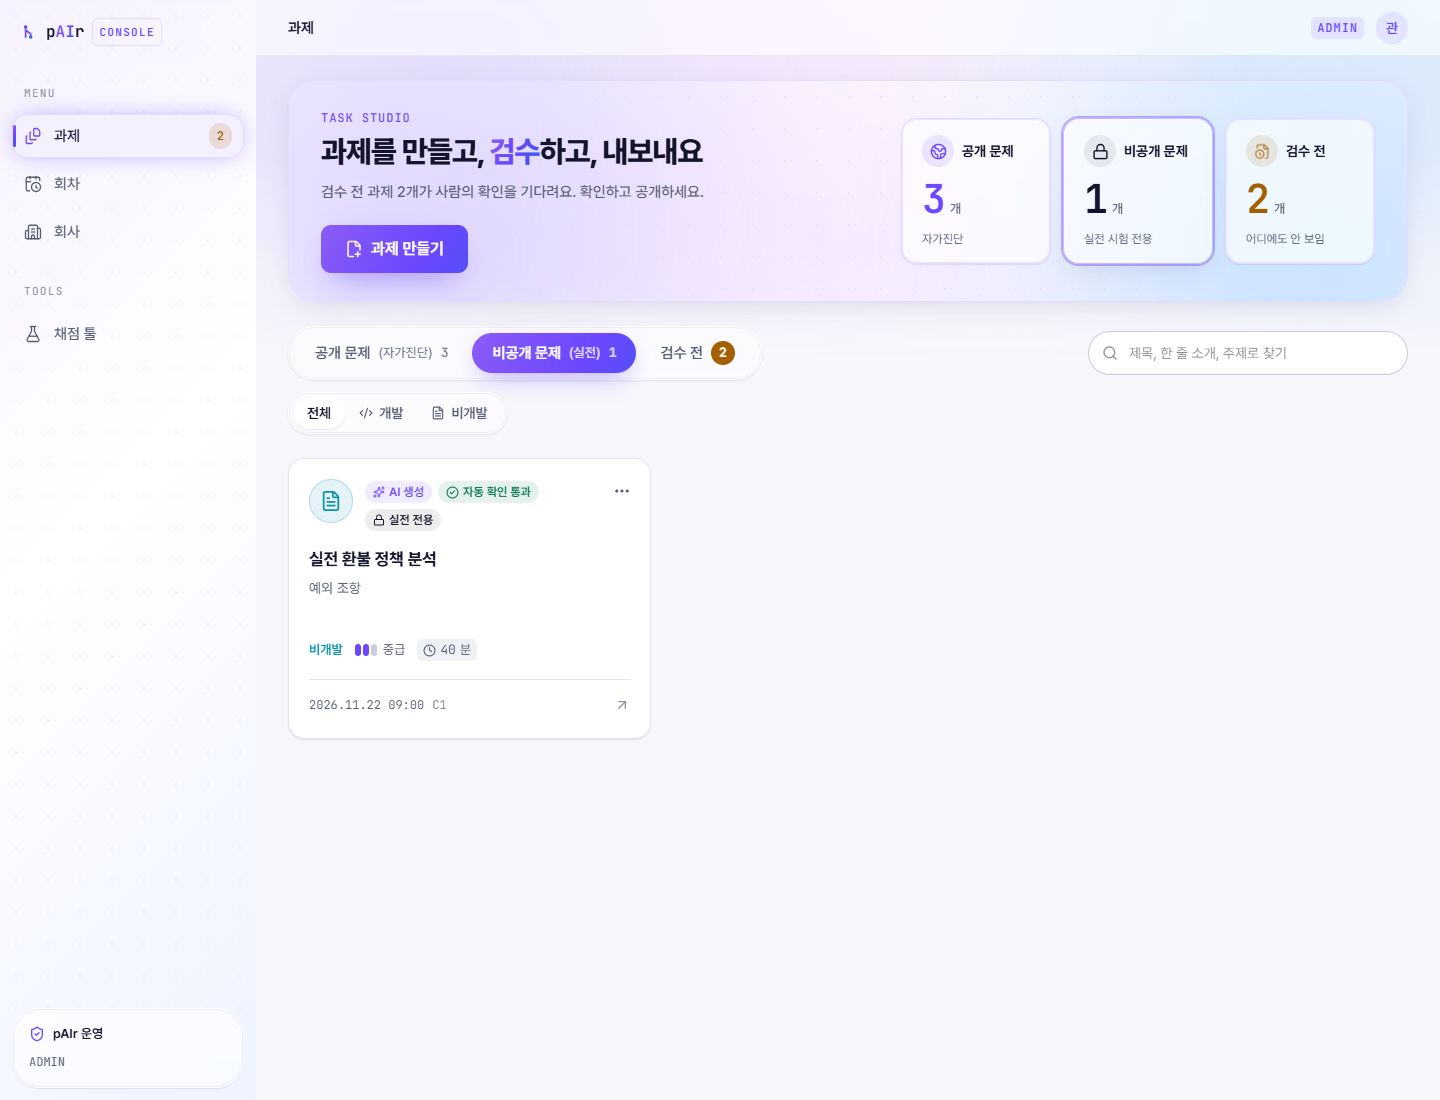 pAIr CONSOLE
MENU
과제 2
회차
회사
TOOLS
채점 툴
pAIr 운영
ADMIN
과제
ADMIN 관
TASK STUDIO
과제를 만들고, 검수하고, 내보내요
검수 전 과제 2개가 사람의 확인을 기다려요. 확인하고 공개하세요.
과제 만들기
공개 문제
3 개
자가진단
비공개 문제
1 개
실전 시험 전용
검수 전
2 개
어디에도 안 보임
공개 문제 (자가진단) 3
비공개 문제 (실전) 1
검수 전 2
제목, 한 줄 소개, 주제로 찾기
전체
개발
비개발
AI 생성
자동 확인 통과
실전 전용
실전 환불 정책 분석
예외 조항
비개발 중급 40 분
2026.11.22 09:00 C1